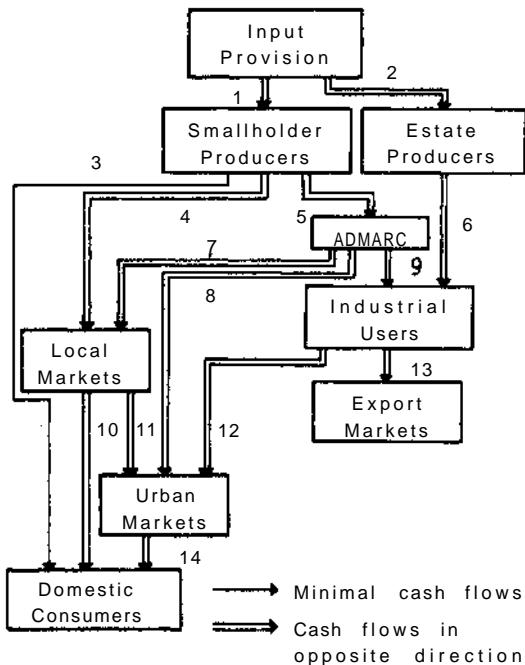 Input
Provision
1
2
Smallholder
Producers
Estate
Producers
3
4
5
6
ADMARC
7
8
9
Industrial
Users
Local
Markets
13
Export
Markets
10
11
12
Urban
Markets
14
Domestic
Consumers
Minimal cash flows
Cash flows in
opposite direction